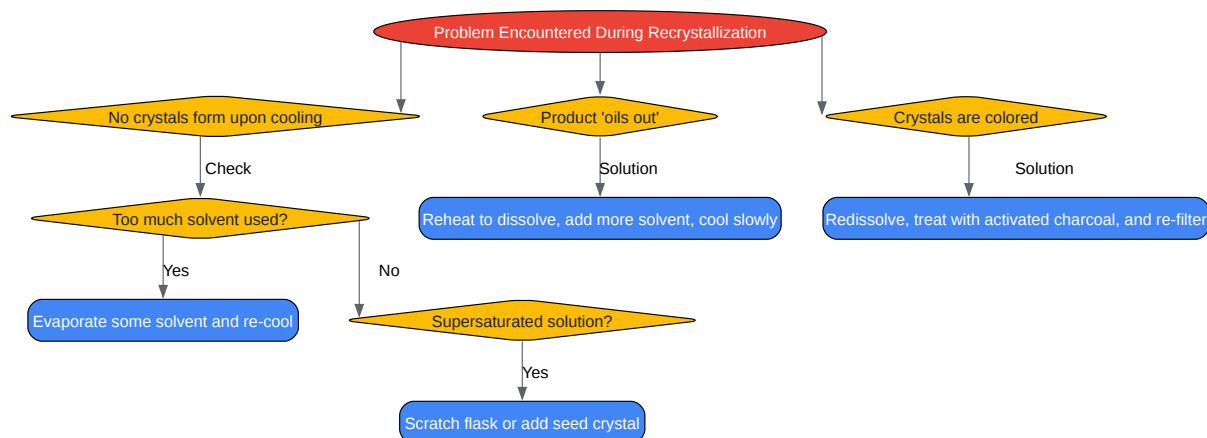 Problem Encountered During Recrystallization
No crystals form upon cooling
Product 'oils out'
Crystals are colored
Check
Solution
Solution
Too much solvent used?
Reheat to dissolve, add more solvent, cool slowly
Redissolve, treat with activated charcoal, and re-filter
Yes
No
Evaporate some solvent and re-cool
Supersaturated solution?
Yes
Scratch flask or add seed crystal